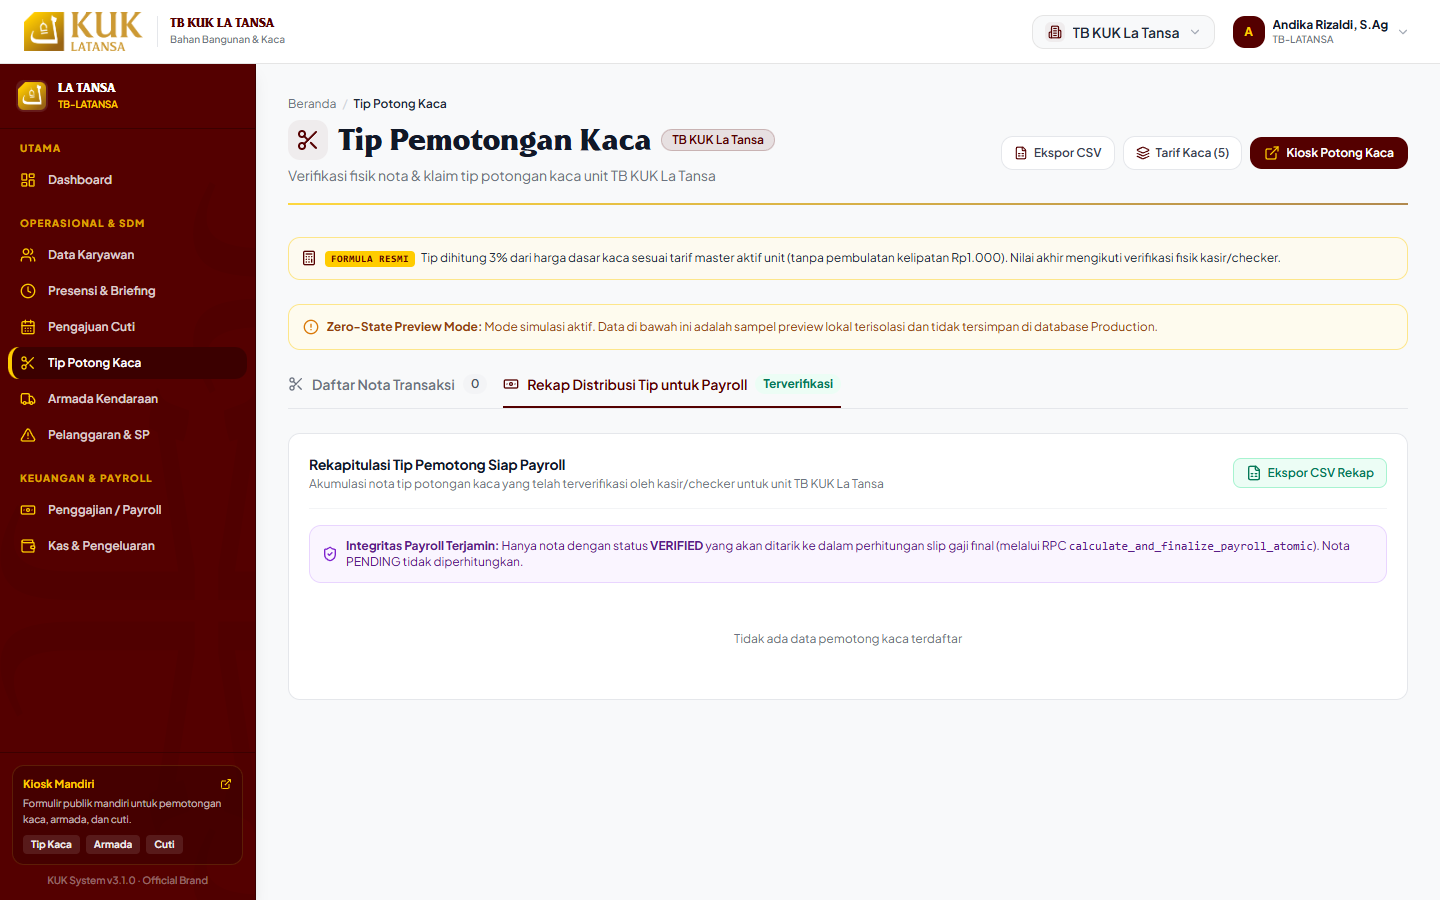 KUK
LATANSA
TB KUK LA TANSA
Bahan Bangunan & Kaca
TB KUK La Tansa
A
Andika Rizaldi, S.Ag
TB-LATANSA
LA TANSA
TB-LATANSA
UTAMA
Dashboard
OPERASIONAL & SDM
Data Karyawan
Presensi & Briefing
Pengajuan Cuti
Tip Potong Kaca
Armada Kendaraan
Pelanggaran & SP
KEUANGAN & PAYROLL
Penggajian / Payroll
Kas & Pengeluaran
Kiosk Mandiri
Formulir publik mandiri untuk pemotongan
kaca, armada, dan cuti.
Tip Kaca Armada Cuti
KUK System v3.1.0 · Official Brand
Beranda / Tip Potong Kaca
Tip Pemotongan Kaca TB KUK La Tansa
Verifikasi fisik nota & klaim tip potongan kaca unit TB KUK La Tansa
Ekspor CSV Tarif Kaca (5) Kiosk Potong Kaca
FORMULA RESMI Tip dihitung 3% dari harga dasar kaca sesuai tarif master aktif unit (tanpa pembulatan kelipatan Rp1.000). Nilai akhir mengikuti verifikasi fisik kasir/checker.
Zero-State Preview Mode: Mode simulasi aktif. Data di bawah ini adalah sampel preview lokal terisolasi dan tidak tersimpan di database Production.
Daftar Nota Transaksi 0 Rekap Distribusi Tip untuk Payroll Terverifikasi
Rekapitulasi Tip Pemotong Siap Payroll
Akumulasi nota tip potongan kaca yang telah terverifikasi oleh kasir/checker untuk unit TB KUK La Tansa
Ekspor CSV Rekap
Integritas Payroll Terjamin: Hanya nota dengan status VERIFIED yang akan ditarik ke dalam perhitungan slip gaji final (melalui RPC calculate_and_finalize_payroll_atomic). Nota
PENDING tidak diperhitungkan.
Tidak ada data pemotong kaca terdaftar